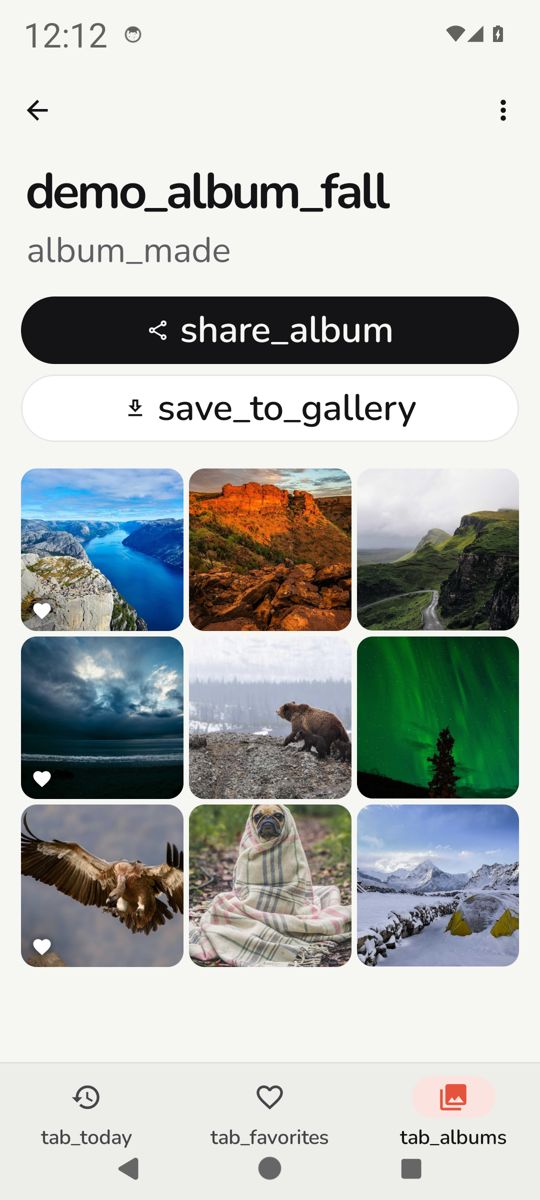 12:12
demo_album_fall
album_made
share_album
save_to_gallery
tab_today
tab_favorites
tab_albums